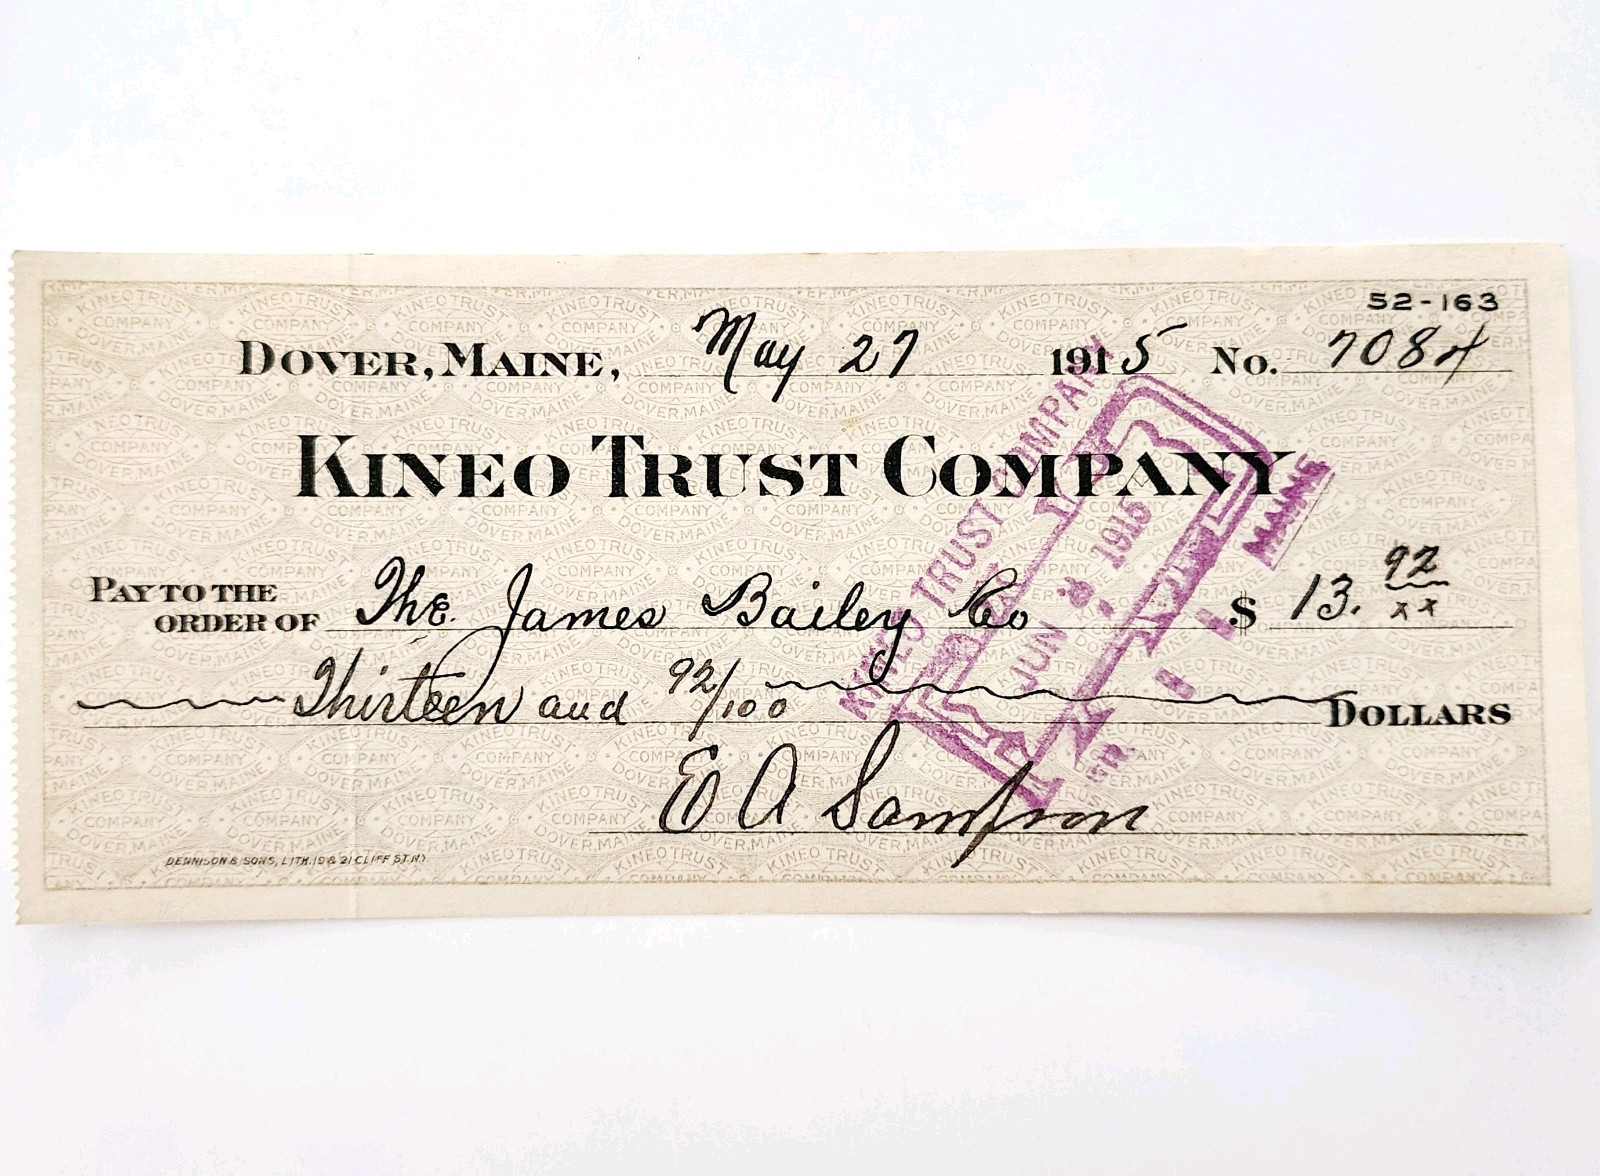 52-163
DOVER, MAINE, May 27 1915 No. 7084
KINEO TRUST COMPANY
PAY TO THE
ORDER OF The James Bailey Co $ 13. 92/xx
Thirteen and 92/100 DOLLARS
E A Sampson
DENNISON & SONS, LITH. 19 & 21 CLIFF ST. N.Y.
KINEO TRUST COMPANY
PAID
JUN 3 1915
MAINE